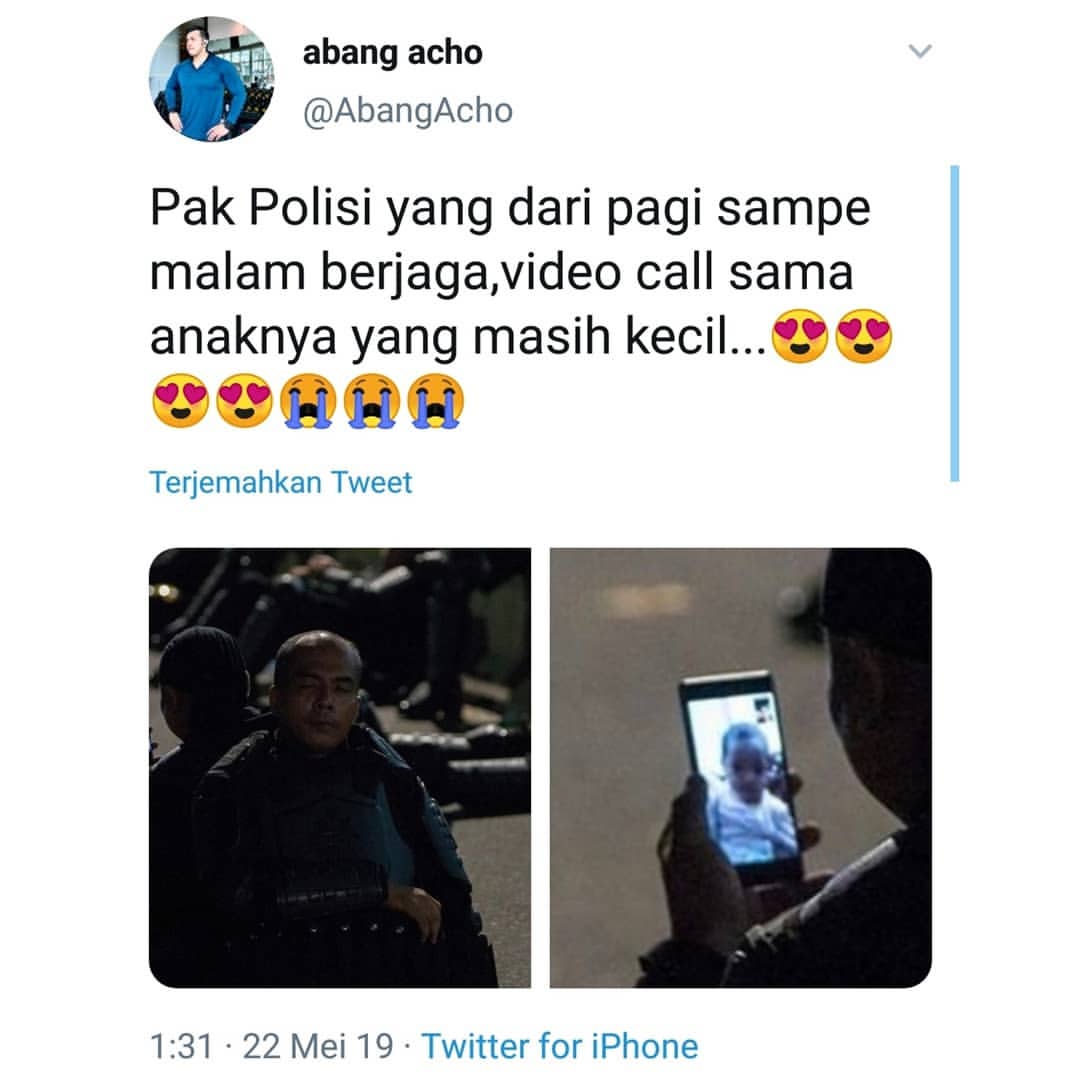 abang acho
@AbangAcho
Pak Polisi yang dari pagi sampe
malam berjaga,video call sama
anaknya yang masih kecil...😍😍
😍😍😭😭😭
Terjemahkan Tweet
1:31 · 22 Mei 19 · Twitter for iPhone